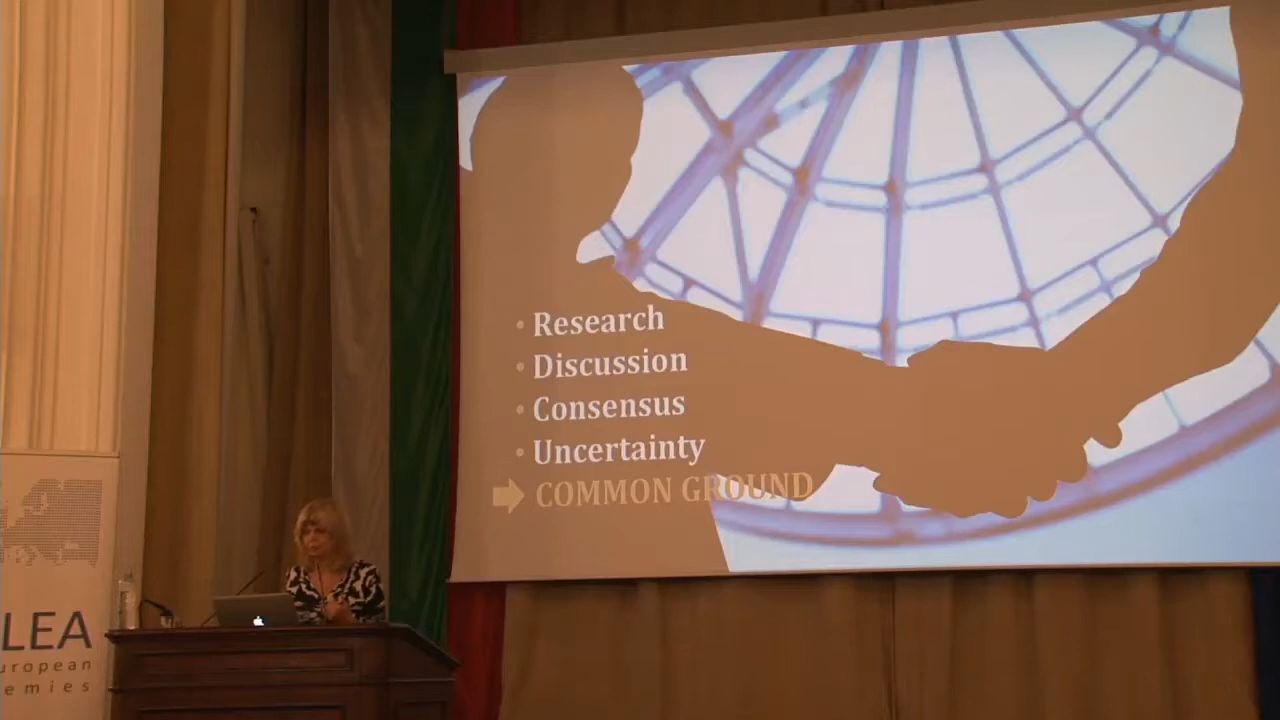 • Research
• Discussion
• Consensus
• Uncertainty
COMMON GROUND
LEA
uropean
emies